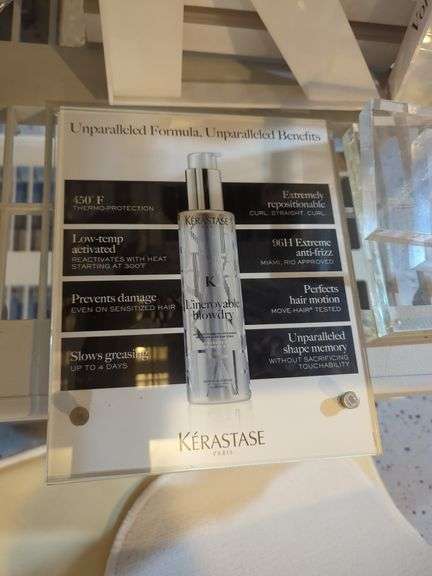 Unparalleled Formula, Unparalleled Benefits
450° F
THERMO-PROTECTION
Low-temp
activated
REACTIVATES WITH HEAT
STARTING AT 300°F
Prevents damage
EVEN ON SENSITIZED HAIR
Slows greasing
UP TO 4 DAYS
KÉRASTASE
K
L'incroyable
blowdry
Extremely
repositionable
CURL. STRAIGHT. CURL.
96H Extreme
anti-frizz
MIAMI, RIO APPROVED
Perfects
hair motion
MOVE-HAIR® TESTED
Unparalleled
shape memory
WITHOUT SACRIFICING
TOUCHABILITY
KÉRASTASE
PARIS